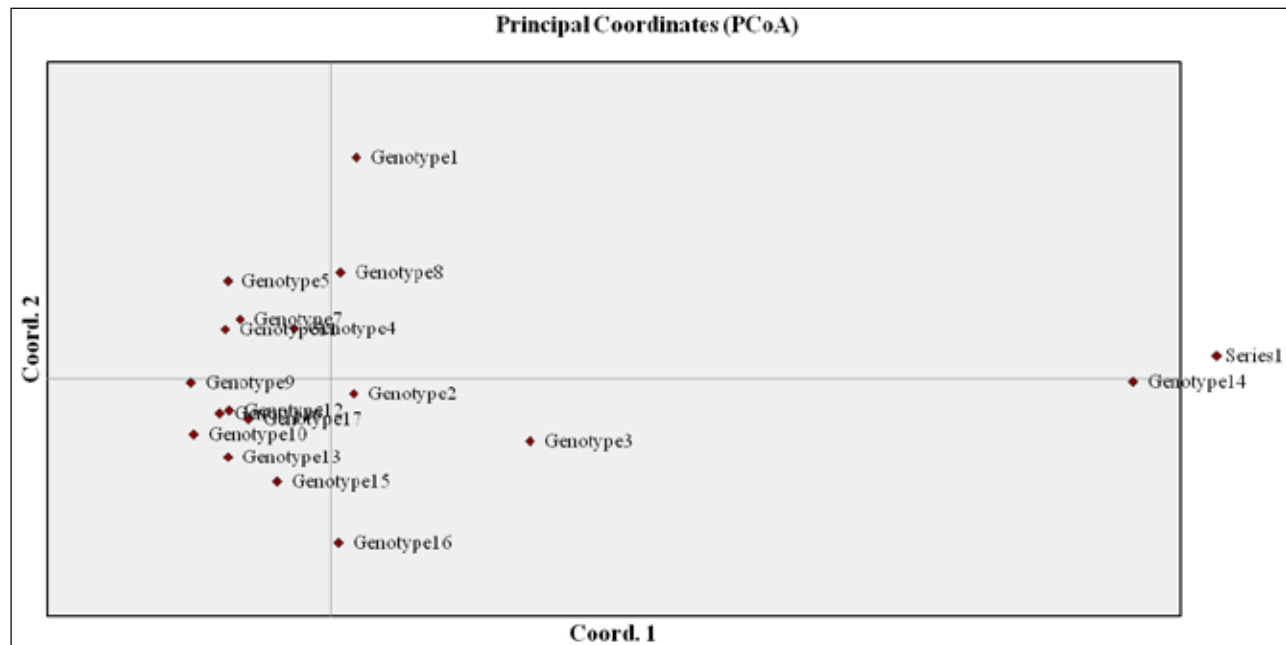 Principal Coordinates (PCoA)
Genotype1
Genotype8
Genotype5
Genotype7
Genotype4
Coord. 2
Series1
Genotype9
Genotype14
Genotype2
Genotype12
Genotype17
Genotype10
Genotype3
Genotype13
Genotype15
Genotype16
Coord. 1